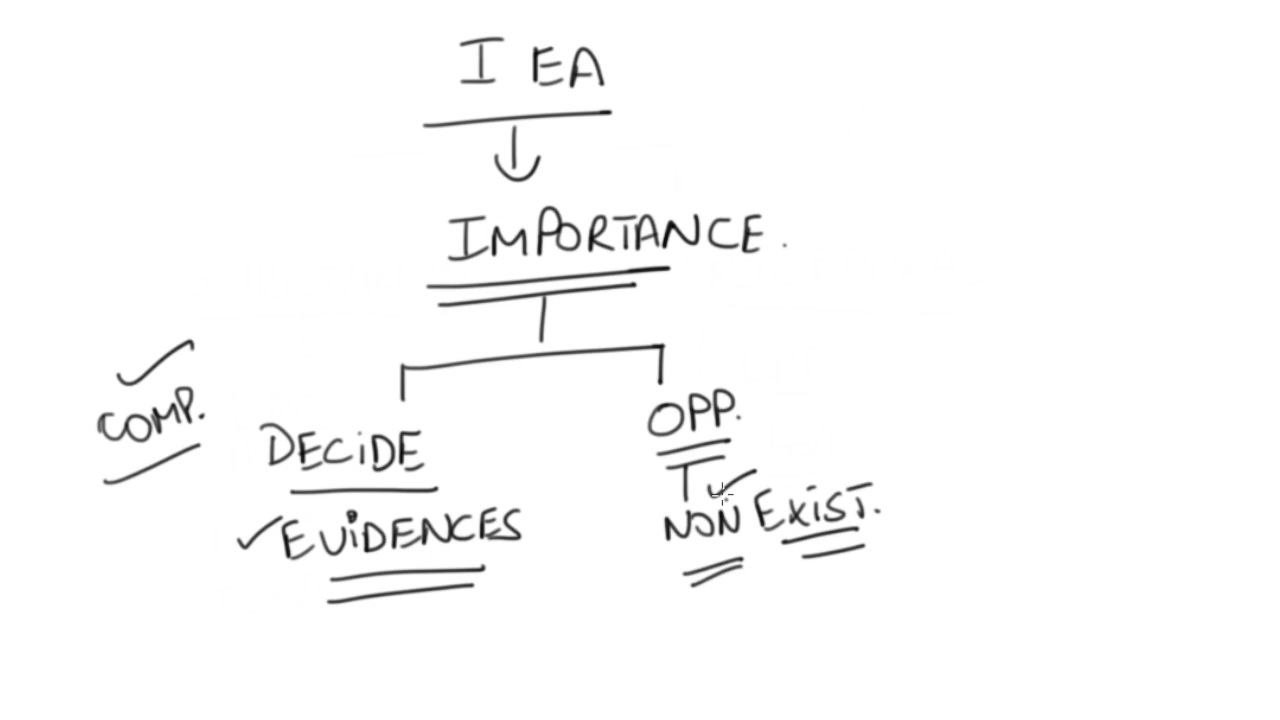 I EA
IMPORTANCE.
COMP.
DECIDE
EVIDENCES
OPP.
NON EXIST.